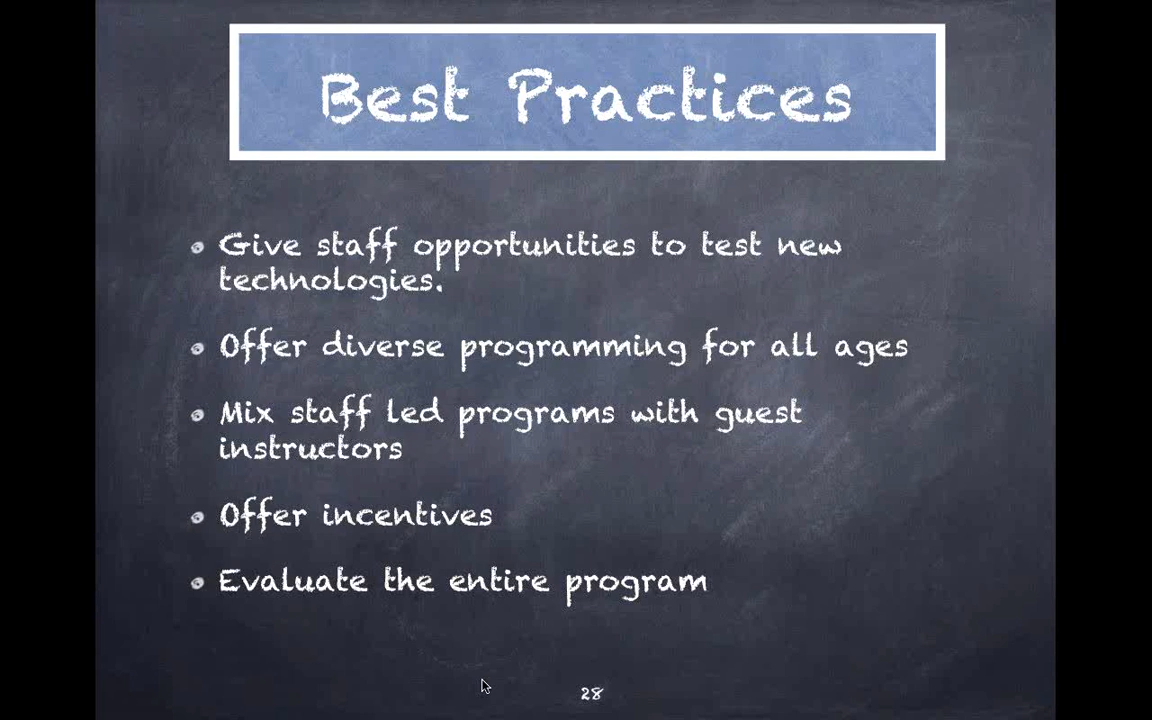 Best Practices
Give staff opportunities to test new
technologies.
Offer diverse programming for all ages
Mix staff led programs with guest
instructors
Offer incentives
Evaluate the entire program
28